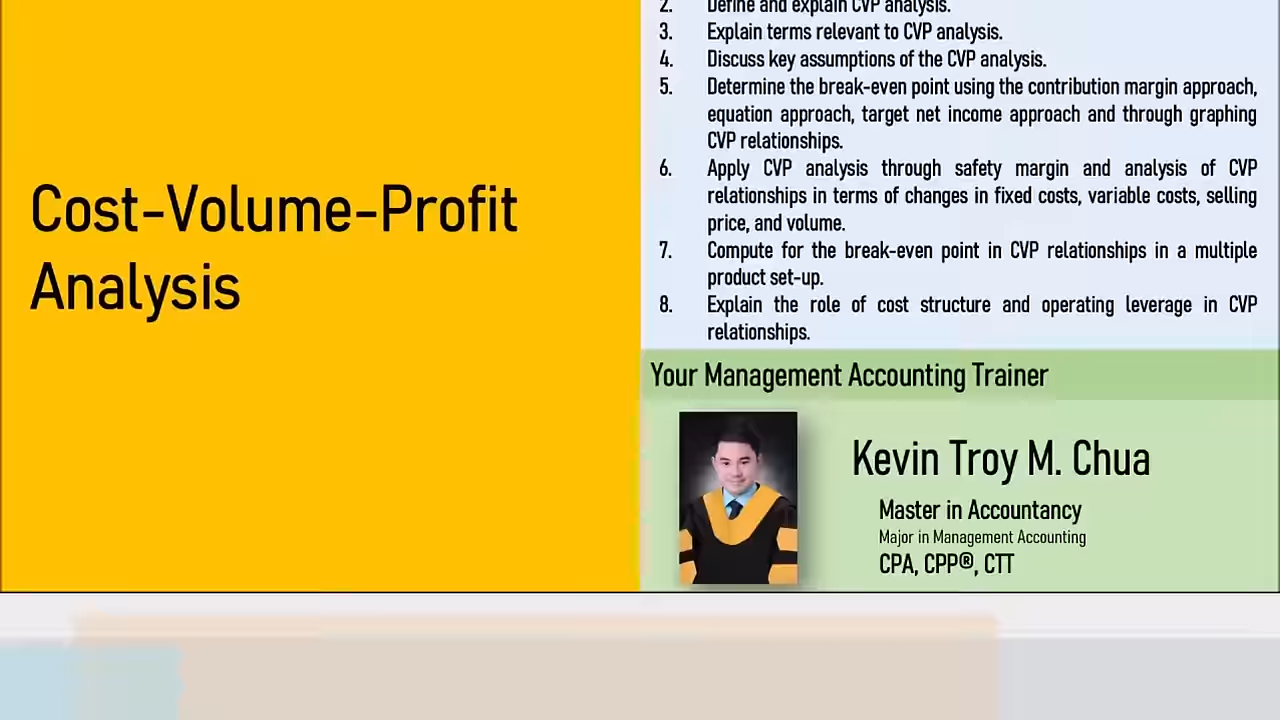 Cost-Volume-Profit
Analysis
2. Define and explain CVP analysis.
3. Explain terms relevant to CVP analysis.
4. Discuss key assumptions of the CVP analysis.
5. Determine the break-even point using the contribution margin approach,
equation approach, target net income approach and through graphing
CVP relationships.
6. Apply CVP analysis through safety margin and analysis of CVP
relationships in terms of changes in fixed costs, variable costs, selling
price, and volume.
7. Compute for the break-even point in CVP relationships in a multiple
product set-up.
8. Explain the role of cost structure and operating leverage in CVP
relationships.
Your Management Accounting Trainer
Kevin Troy M. Chua
Master in Accountancy
Major in Management Accounting
CPA, CPP®, CTT